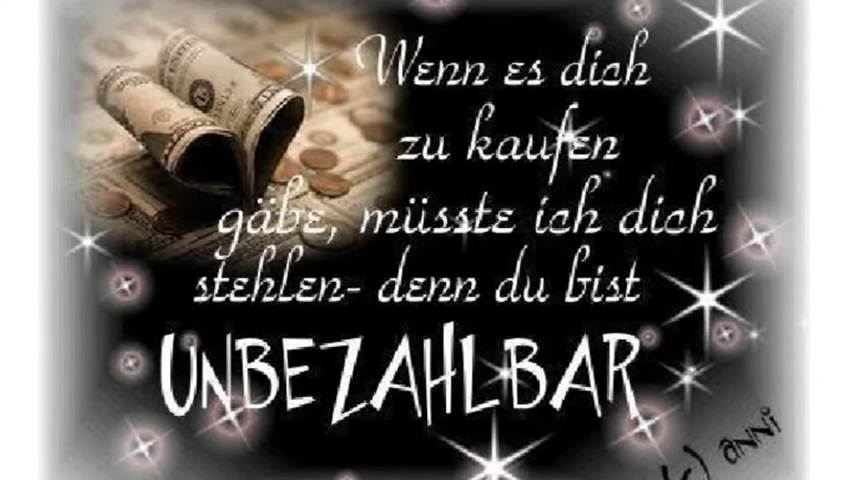 Wenn es dich
zu kaufen
gäbe, müsste ich dich
stehlen- denn du bist
UNBEZAHLBAR
(c) anni